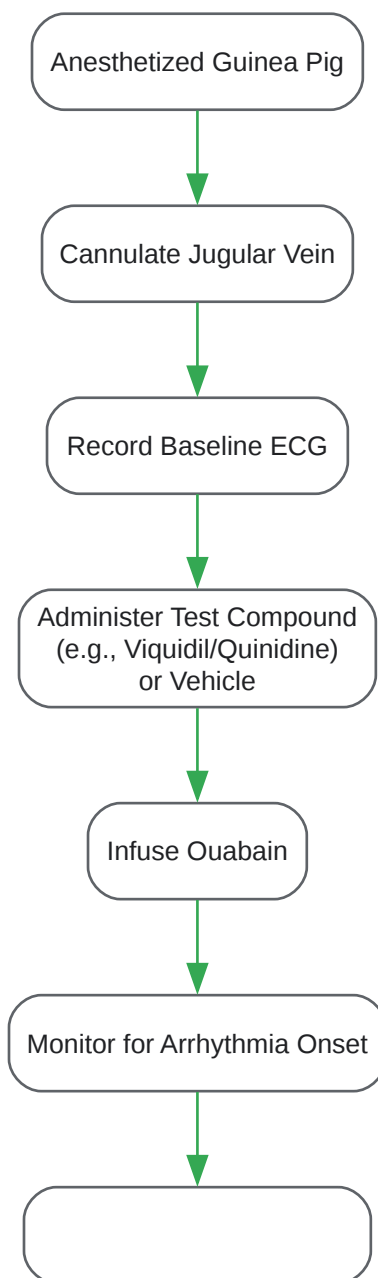 Anesthetized Guinea Pig
Cannulate Jugular Vein
Record Baseline ECG
Administer Test Compound
(e.g., Viquidil/Quinidine)
or Vehicle
Infuse Ouabain
Monitor for Arrhythmia Onset